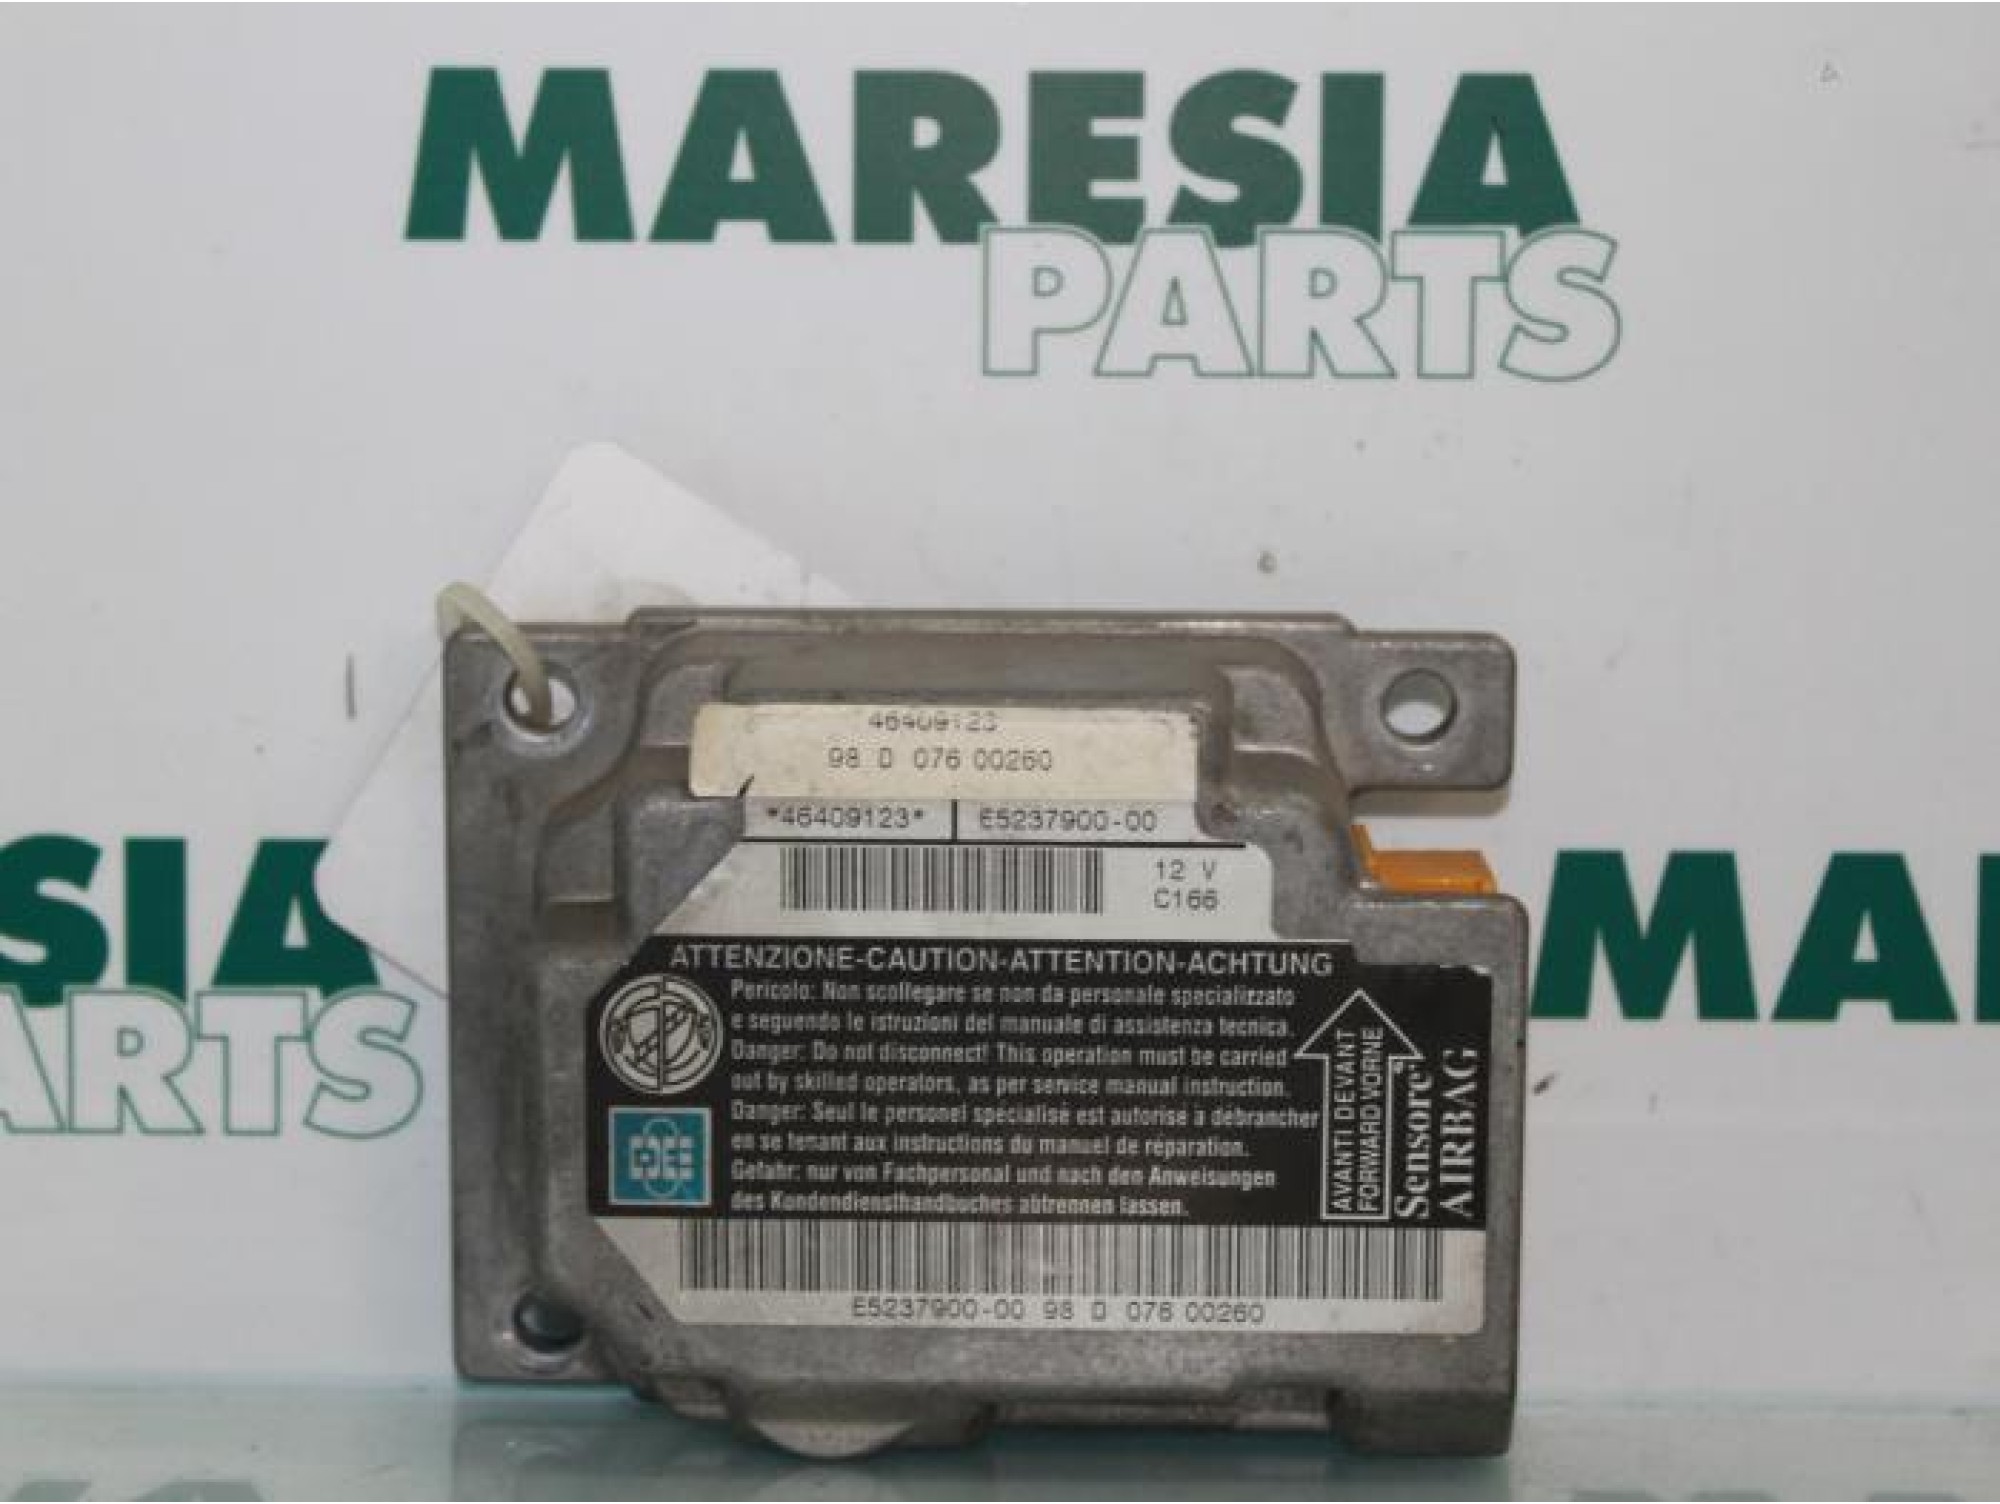 MARESIA
PARTS
46409123
98 D 076 00260
*46409123* E5237900-00
12 V
C166
ATTENZIONE-CAUTION-ATTENTION-ACHTUNG
Pericolo: Non scollegare se non da personale specializzato
e seguendo le istruzioni del manuale di assistenza tecnica.
Danger: Do not disconnect! This operation must be carried
out by skilled operators, as per service manual instruction.
Danger: Seul le personel specialisé est autorise a debrancher
en se tenant aux instructions du manuel de réparation.
Gefahr: nur von Fachpersonal und nach den Anweisungen
des Kundendiensthandbuches abtrennen lassen.
AVANTI DEVANT
FORWARD VORNE
Sensore
AIRBAG
E5237900-00 98 D 076 00260
SIA
ARTS
MA